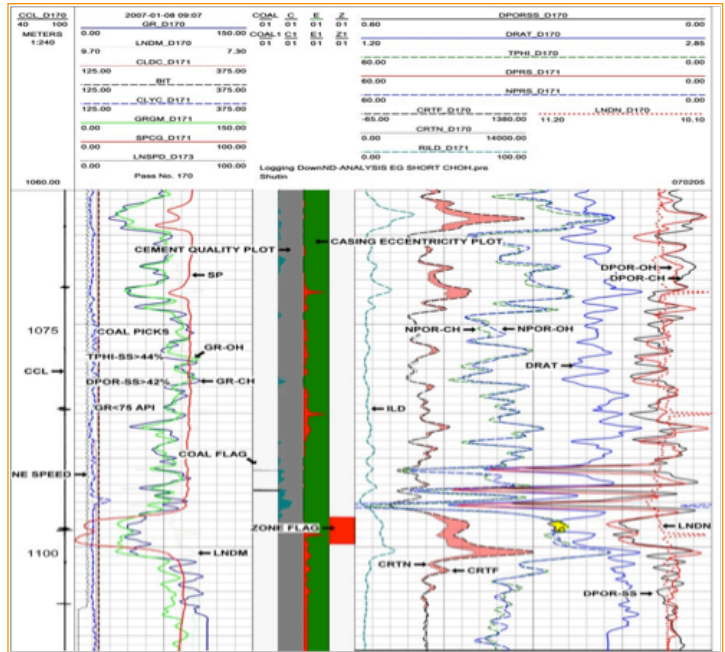 CCL_D170 2007-01-08 09:07 COAL C E Z DPORSS_D170
40 100 GR_D170 01 01 01 01 0.60 0.00
METERS 0.00 150.00 COAL1 C1 E1 Z1 DRAT_D170
1:240 LNDM_D170 01 01 01 01 1.20 2.85
9.70 7.30 TPHI_D170
CLDC_D171 60.00 0.00
125.00 375.00 DPRS_D171
BIT 60.00 0.00
125.00 375.00 NPRS_D171
CLYC_D171 60.00 0.00
125.00 375.00 CRTF_D170 LNDN_D170
GRGM_D171 -65.00 1380.00 11.20 10.10
0.00 150.00 CRTN_D170
SPCG_D171 0.00 14000.00
0.00 100.00 RILD_D171
LNSPD_D173 0.00 100.00
0.00 100.00 Logging DownND-ANALYSIS EG SHORT CHOH.pre
Pass No. 170 Shutin
1060.00 070205
CASING ECCENTRICITY PLOT
CEMENT QUALITY PLOT
DPOR-OH
SP DPOR-CH
1075 COAL PICKS NPOR-CH NPOR-OH
GR-OH
TPHI-SS>44%
DRAT
CCL
DPOR-SS>42% GR-CH
GR<75 API ILD
COAL FLAG
NE SPEED
ZONE FLAG LNDN
1100 LNDM
CRTN CRTF
DPOR-SS